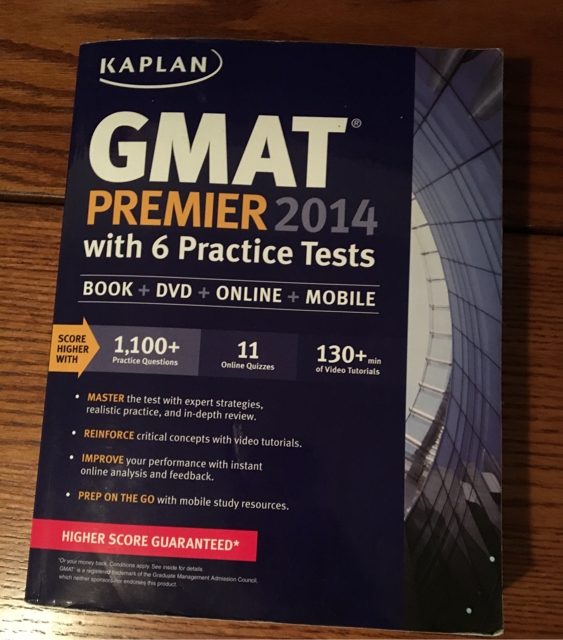 KAPLAN
GMAT®
PREMIER 2014
with 6 Practice Tests
BOOK + DVD + ONLINE + MOBILE
SCORE
HIGHER
WITH
1,100+
Practice Questions
11
Online Quizzes
130+ min
of Video Tutorials
• MASTER the test with expert strategies,
realistic practice, and in-depth review.
• REINFORCE critical concepts with video tutorials.
• IMPROVE your performance with instant
online analysis and feedback.
• PREP ON THE GO with mobile study resources.
HIGHER SCORE GUARANTEED*
*Or your money back. Conditions apply. See inside for details.
GMAT® is a registered trademark of the Graduate Management Admission Council,
which neither sponsors nor endorses this product.